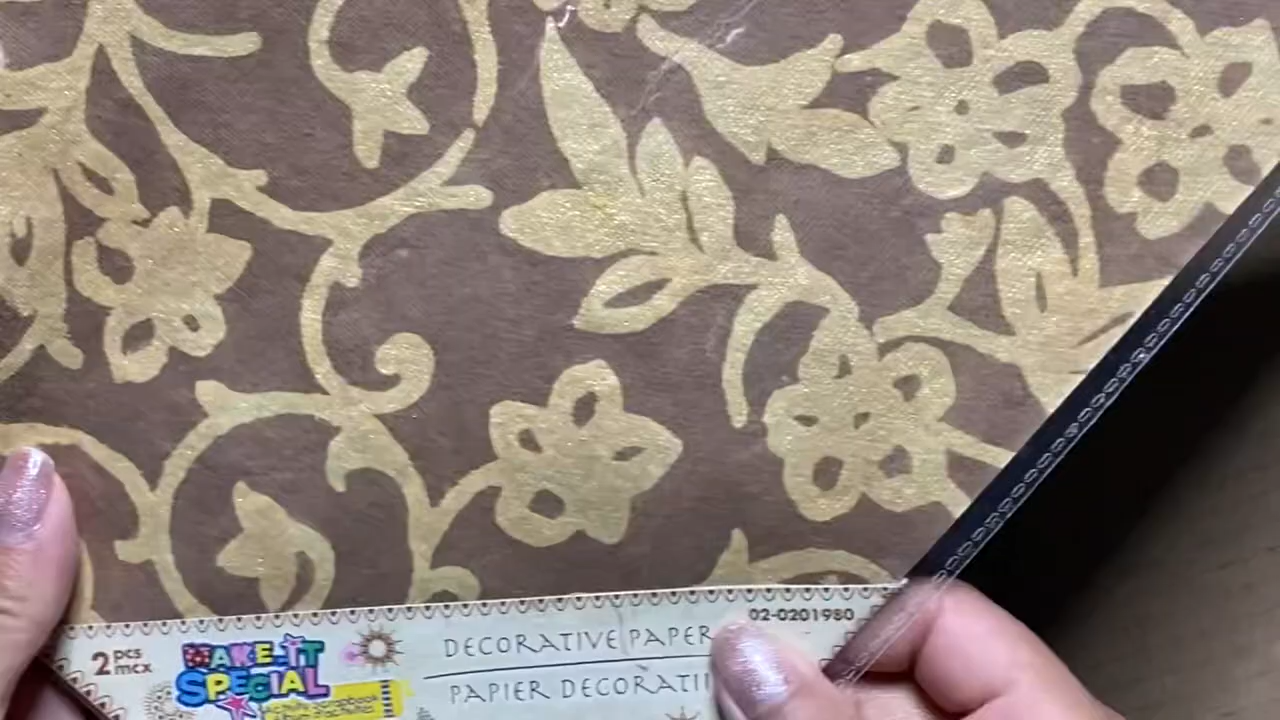 02-0201980
2 pcs
mcx
MAKE-IT
SPECIAL
DECORATIVE PAPER
PAPIER DECORATI